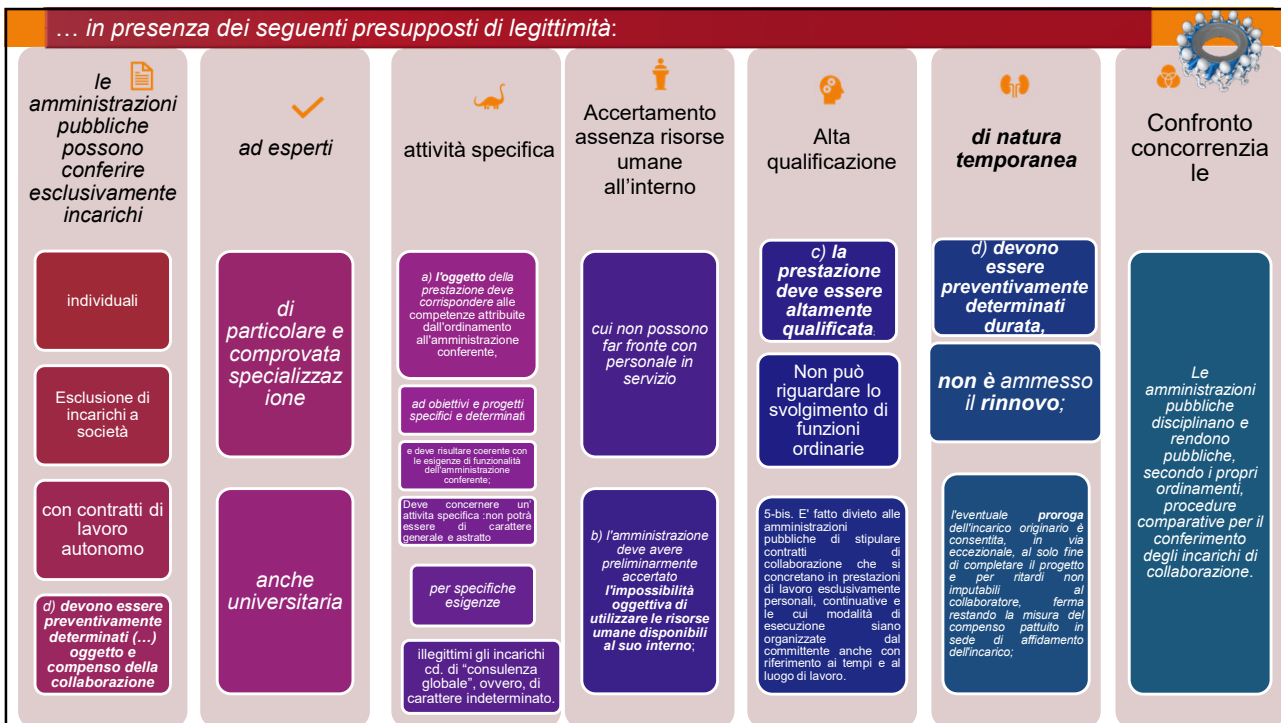 … in presenza dei seguenti presupposti di legittimità:
le
amministrazioni
pubbliche
possono
conferire
esclusivamente
incarichi
individuali
Esclusione di
incarichi a
società
con contratti di
lavoro
autonomo
d) devono essere
preventivamente
determinati (...)
oggetto e
compenso della
collaborazione
ad esperti
di
particolare e
comprovata
specializzaz
ione
anche
universitaria
attività specifica
a) l'oggetto della
prestazione deve
corrispondere alle
competenze attribuite
dall'ordinamento
all'amministrazione
conferente,
ad obiettivi e progetti
specifici e determinati
e deve risultare coerente con
le esigenze di funzionalità
dell'amministrazione
conferente;
Deve concernere un'
attivita specifica :non potrà
essere di carattere
generale e astratto
per specifiche
esigenze
illegittimi gli incarichi
cd. di “consulenza
globale”, ovvero, di
carattere indeterminato.
Accertamento
assenza risorse
umane
all’interno
cui non possono
far fronte con
personale in
servizio
b) l'amministrazione
deve avere
preliminarmente
accertato
l'impossibilità
oggettiva di
utilizzare le risorse
umane disponibili
al suo interno;
Alta
qualificazione
c) la
prestazione
deve essere
altamente
qualificata.
Non può
riguardare lo
svolgimento di
funzioni
ordinarie
5-bis. E' fatto divieto alle
amministrazioni
pubbliche di stipulare
contratti di
collaborazione che si
concretano in prestazioni
di lavoro esclusivamente
personali, continuative e
le cui modalità di
esecuzione siano
organizzate dal
committente anche con
riferimento ai tempi e al
luogo di lavoro.
di natura
temporanea
d) devono
essere
preventivamente
determinati
durata,
non è ammesso
il rinnovo;
l'eventuale proroga
dell'incarico originario è
consentita, in via
eccezionale, al solo fine
di completare il progetto
e per ritardi non
imputabili al
collaboratore, ferma
restando la misura del
compenso pattuito in
sede di affidamento
dell'incarico;
Confronto
concorrenzia
le
Le
amministrazioni
pubbliche
disciplinano e
rendono
pubbliche,
secondo i propri
ordinamenti,
procedure
comparative per il
conferimento
degli incarichi di
collaborazione.